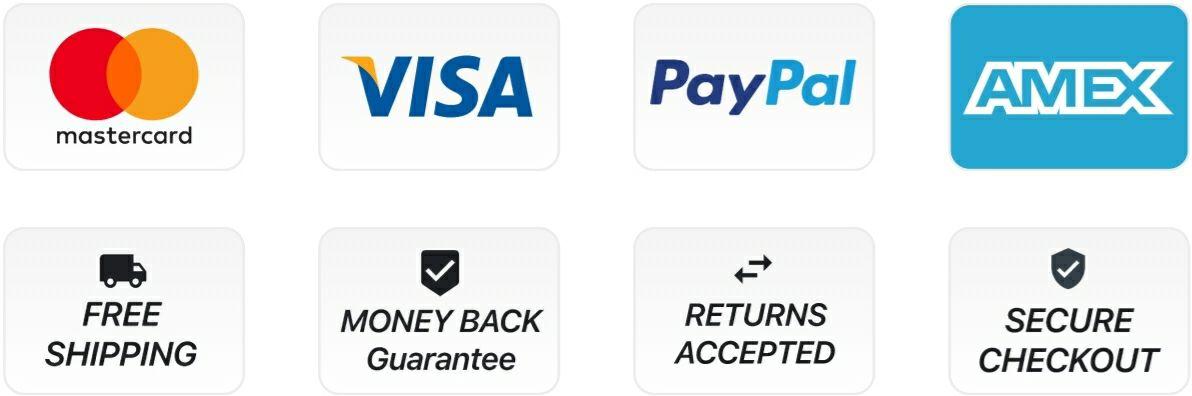 mastercard
VISA
PayPal
AMEX
FREE
SHIPPING
MONEY BACK
Guarantee
RETURNS
ACCEPTED
SECURE
CHECKOUT